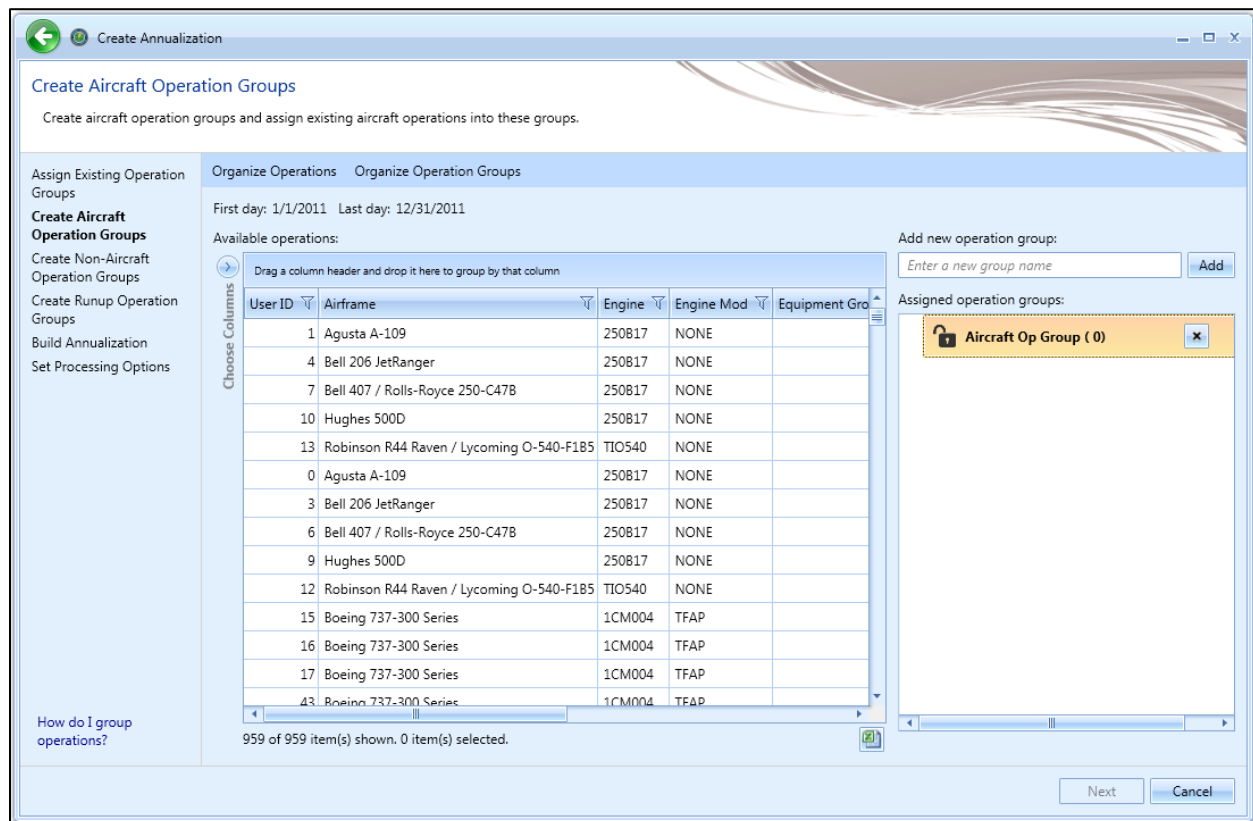 Create Annualization
Create Aircraft Operation Groups
Create aircraft operation groups and assign existing aircraft operations into these groups.
Assign Existing Operation
Groups
Create Aircraft
Operation Groups
Create Non-Aircraft
Operation Groups
Create Runup Operation
Groups
Build Annualization
Set Processing Options
How do I group
operations?
Organize Operations Organize Operation Groups
First day: 1/1/2011 Last day: 12/31/2011
Available operations:
Choose Columns
Drag a column header and drop it here to group by that column
User ID Airframe Engine Engine Mod Equipment Gro
1 Agusta A-109 250B17 NONE
4 Bell 206 JetRanger 250B17 NONE
7 Bell 407 / Rolls-Royce 250-C47B 250B17 NONE
10 Hughes 500D 250B17 NONE
13 Robinson R44 Raven / Lycoming O-540-F1B5 TIO540 NONE
0 Agusta A-109 250B17 NONE
3 Bell 206 JetRanger 250B17 NONE
6 Bell 407 / Rolls-Royce 250-C47B 250B17 NONE
9 Hughes 500D 250B17 NONE
12 Robinson R44 Raven / Lycoming O-540-F1B5 TIO540 NONE
15 Boeing 737-300 Series 1CM004 TFAP
16 Boeing 737-300 Series 1CM004 TFAP
17 Boeing 737-300 Series 1CM004 TFAP
43 Boeing 737-300 Series 1CM004 TFAP
959 of 959 item(s) shown. 0 item(s) selected.
Add new operation group:
Enter a new group name Add
Assigned operation groups:
Aircraft Op Group ( 0)
Next Cancel